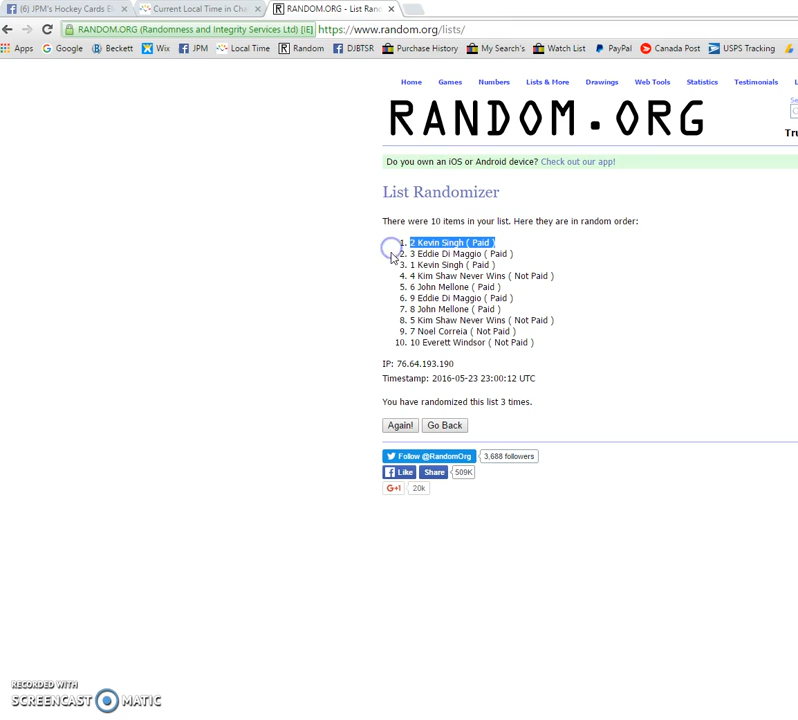 (6) JPM's Hockey Cards B
Current Local Time in Cha
RANDOM.ORG - List Ran
RANDOM.ORG (Randomness and Integrity Services Ltd) [IE] https://www.random.org/lists/
Apps Google Beckett Wix JPM Local Time Random DJBTSR Purchase History My Search's Watch List PayPal Canada Post USPS Tracking
Home Games Numbers Lists & More Drawings Web Tools Statistics Testimonials L
RANDOM.ORG
Se
Tru
Do you own an iOS or Android device? Check out our app!
List Randomizer
There were 10 items in your list. Here they are in random order:
1. 2 Kevin Singh ( Paid )
2. 3 Eddie Di Maggio ( Paid )
3. 1 Kevin Singh ( Paid )
4. 4 Kim Shaw Never Wins ( Not Paid )
5. 6 John Mellone ( Paid )
6. 9 Eddie Di Maggio ( Paid )
7. 8 John Mellone ( Paid )
8. 5 Kim Shaw Never Wins ( Not Paid )
9. 7 Noel Correia ( Not Paid )
10. 10 Everett Windsor ( Not Paid )
IP: 76.64.193.190
Timestamp: 2016-05-23 23:00:12 UTC
You have randomized this list 3 times.
Again! Go Back
Follow @RandomOrg 3,688 followers
Like Share 509K
G+1 20k
RECORDED WITH
SCREENCAST MATIC